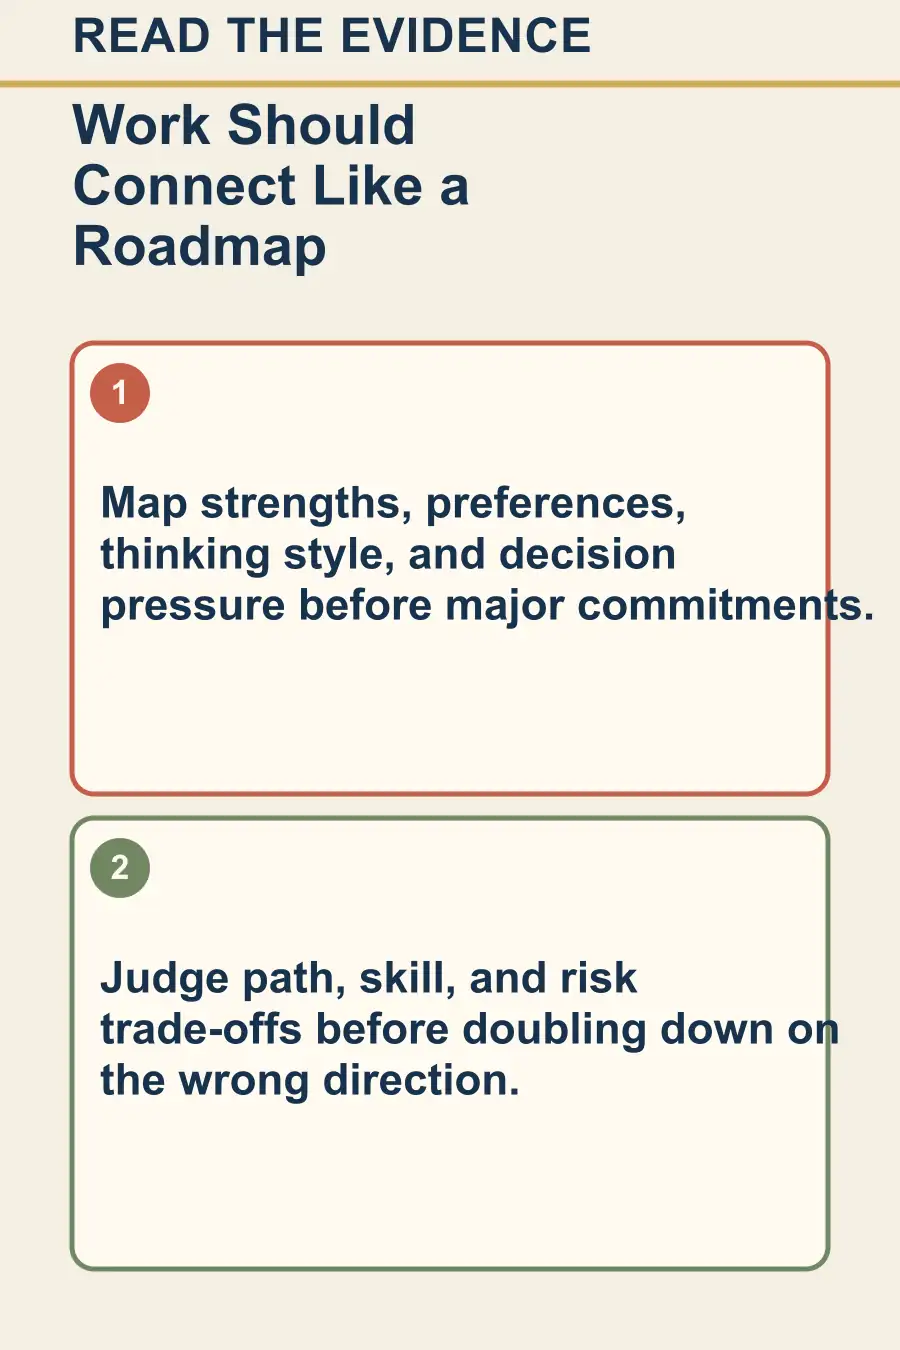 READ THE EVIDENCE
Work Should
Connect Like a
Roadmap
1
Map strengths, preferences,
thinking style, and decision
pressure before major commitments.
2
Judge path, skill, and risk
trade-offs before doubling down on
the wrong direction.